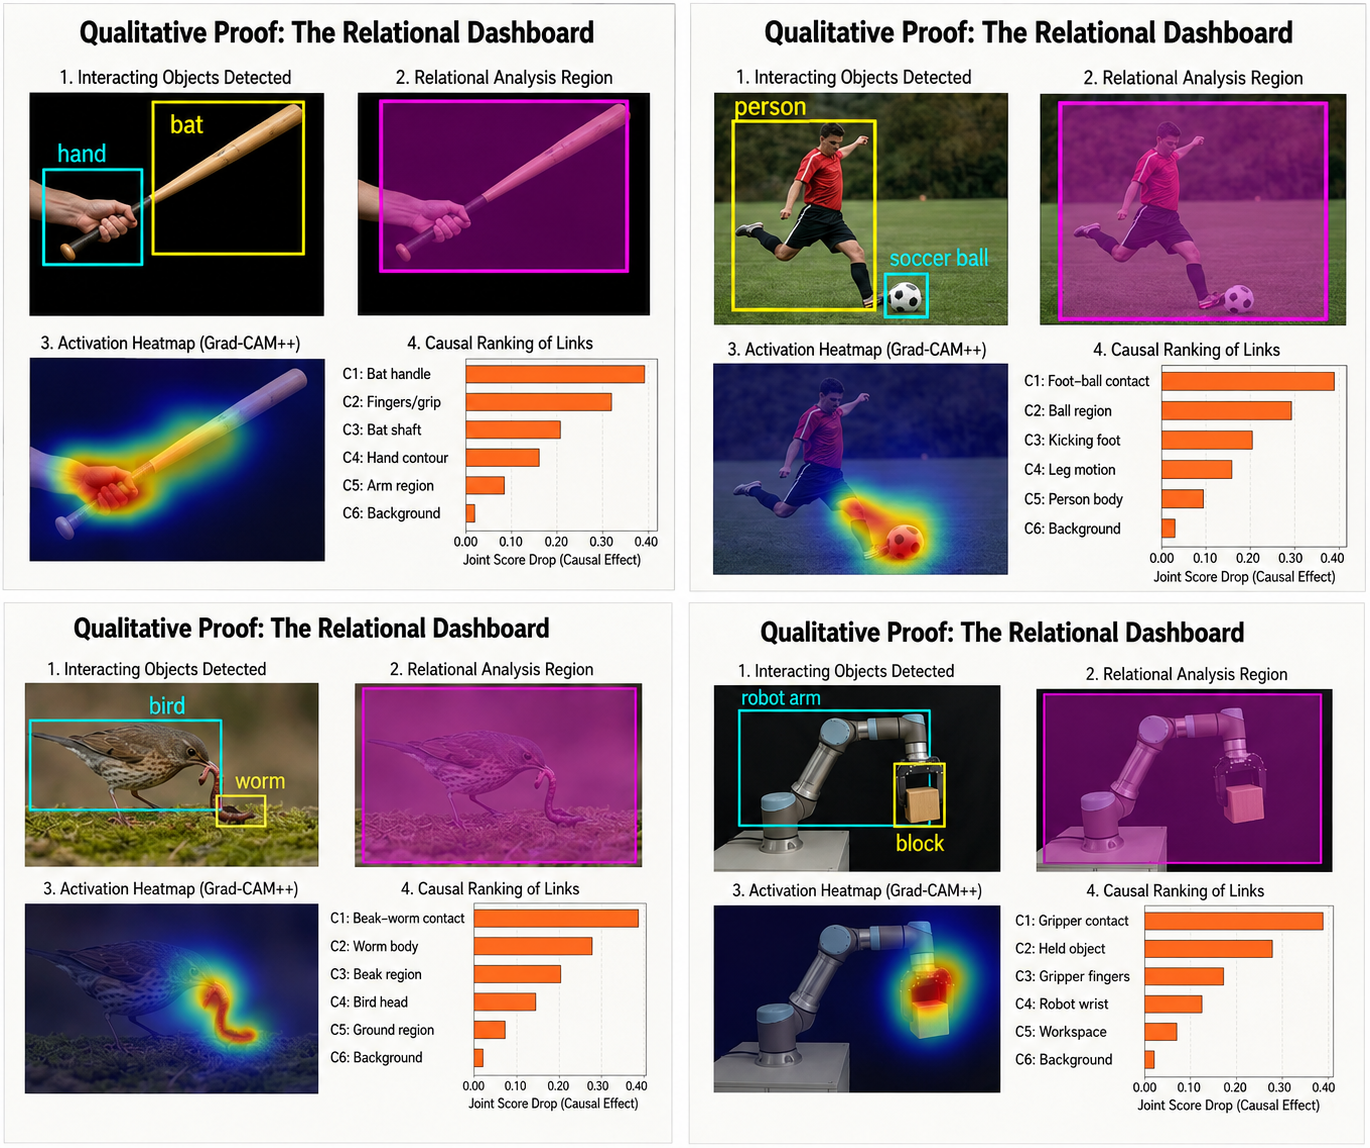 Qualitative Proof: The Relational Dashboard
1. Interacting Objects Detected
2. Relational Analysis Region
bat
hand
3. Activation Heatmap (Grad-CAM++)
4. Causal Ranking of Links
C1: Bat handle
C2: Fingers/grip
C3: Bat shaft
C4: Hand contour
C5: Arm region
C6: Background
0.00 0.10 0.20 0.30 0.40
Joint Score Drop (Causal Effect)
Qualitative Proof: The Relational Dashboard
1. Interacting Objects Detected
2. Relational Analysis Region
person
soccer ball
3. Activation Heatmap (Grad-CAM++)
4. Causal Ranking of Links
C1: Foot–ball contact
C2: Ball region
C3: Kicking foot
C4: Leg motion
C5: Person body
C6: Background
0.00 0.10 0.20 0.30 0.40
Joint Score Drop (Causal Effect)
Qualitative Proof: The Relational Dashboard
1. Interacting Objects Detected
2. Relational Analysis Region
bird
worm
3. Activation Heatmap (Grad-CAM++)
4. Causal Ranking of Links
C1: Beak–worm contact
C2: Worm body
C3: Beak region
C4: Bird head
C5: Ground region
C6: Background
0.00 0.10 0.20 0.30 0.40
Joint Score Drop (Causal Effect)
Qualitative Proof: The Relational Dashboard
1. Interacting Objects Detected
2. Relational Analysis Region
robot arm
block
3. Activation Heatmap (Grad-CAM++)
4. Causal Ranking of Links
C1: Gripper contact
C2: Held object
C3: Gripper fingers
C4: Robot wrist
C5: Workspace
C6: Background
0.00 0.10 0.20 0.30 0.40
Joint Score Drop (Causal Effect)